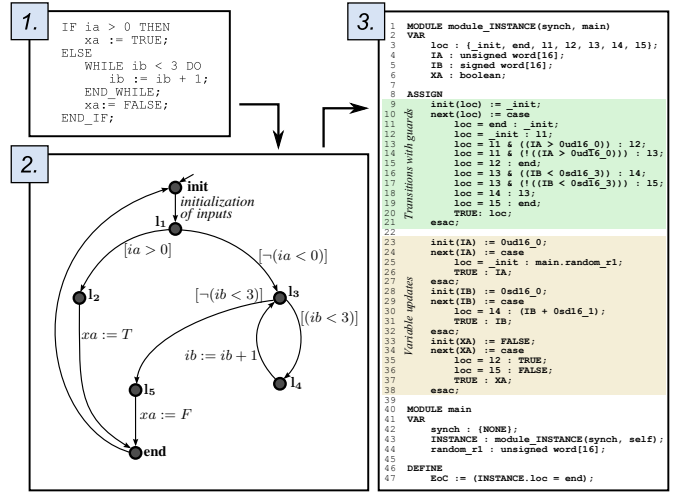 1.
IF ia > 0 THEN
xa := TRUE;
ELSE
WHILE ib < 3 DO
ib := ib + 1;
END_WHILE;
xa:= FALSE;
END_IF;
2.
init
initialization
of inputs
l1
[ia > 0]
[¬(ia < 0)]
l2
[¬(ib < 3)]
l3
[(ib < 3)]
xa := T
ib := ib + 1
l4
l5
xa := F
end
3.
1 MODULE module_INSTANCE(synch, main)
2 VAR
3 loc : {_init, end, l1, l2, l3, l4, l5};
4 IA : unsigned word[16];
5 IB : signed word[16];
6 XA : boolean;
7
8 ASSIGN
Transitions with guards
9 init(loc) := _init;
10 next(loc) := case
11 loc = end : _init;
12 loc = _init : l1;
13 loc = l1 & ((IA > 0ud16_0)) : l2;
14 loc = l1 & (!((IA > 0ud16_0))) : l3;
15 loc = l2 : end;
16 loc = l3 & ((IB < 0sd16_3)) : l4;
17 loc = l3 & (!((IB < 0sd16_3))) : l5;
18 loc = l4 : l3;
19 loc = l5 : end;
20 TRUE: loc;
21 esac;
22
Variable updates
23 init(IA) := 0ud16_0;
24 next(IA) := case
25 loc = _init : main.random_r1;
26 TRUE : IA;
27 esac;
28 init(IB) := 0sd16_0;
29 next(IB) := case
30 loc = l4 : (IB + 0sd16_1);
31 TRUE : IB;
32 esac;
33 init(XA) := FALSE;
34 next(XA) := case
35 loc = l2 : TRUE;
36 loc = l5 : FALSE;
37 TRUE : XA;
38 esac;
39
40 MODULE main
41 VAR
42 synch : {NONE};
43 INSTANCE : module_INSTANCE(synch, self);
44 random_r1 : unsigned word[16];
45
46 DEFINE
47 EoC := (INSTANCE.loc = end);